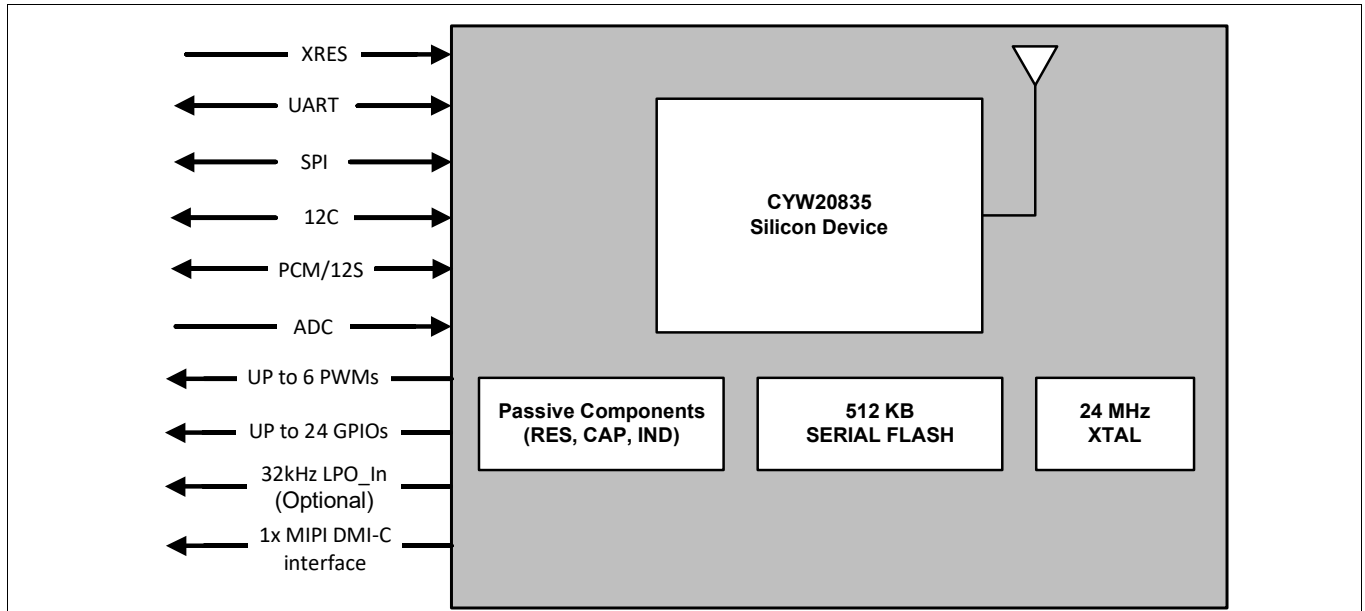 XRES
UART
SPI
12C
PCM/12S
ADC
UP to 6 PWMs
UP to 24 GPIOs
32kHz LPO_In
(Optional)
1x MIPI DMI-C
interface
CYW20835
Silicon Device
Passive Components
(RES, CAP, IND)
512 KB
SERIAL FLASH
24 MHz
XTAL